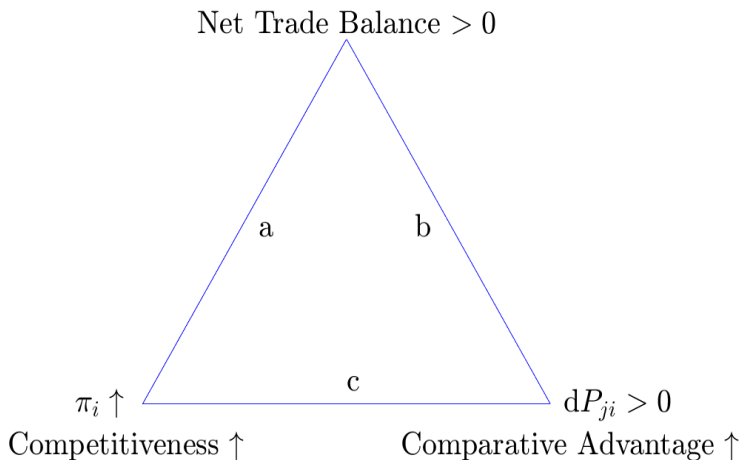 Net Trade Balance > 0
a
b
c
πᵢ ↑
dPⱼᵢ > 0
Competitiveness ↑
Comparative Advantage ↑